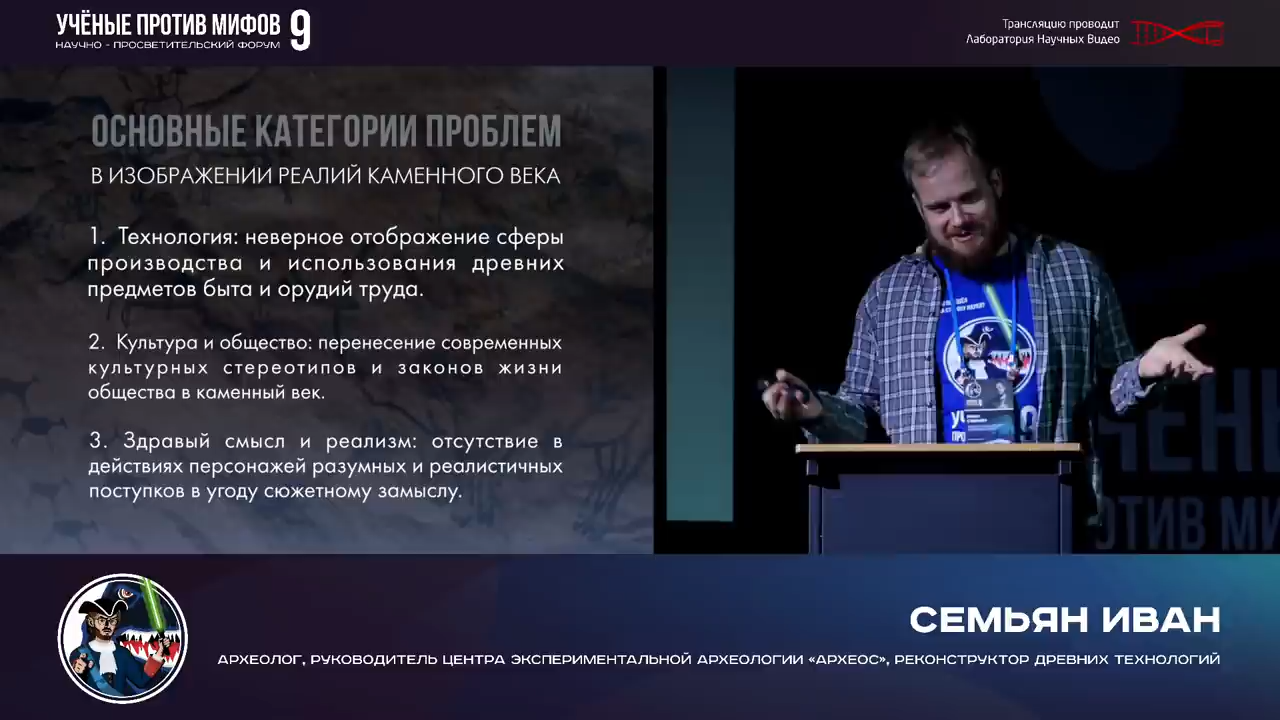 УЧЁНЫЕ ПРОТИВ МИФОВ 9
НАУЧНО - ПРОСВЕТИТЕЛЬСКИЙ ФОРУМ
Трансляцию проводит
Лаборатория Научных Видео
ОСНОВНЫЕ КАТЕГОРИИ ПРОБЛЕМ
В ИЗОБРАЖЕНИИ РЕАЛИЙ КАМЕННОГО ВЕКА
1. Технология: неверное отображение сферы
производства и использования древних
предметов быта и орудий труда.
2. Культура и общество: перенесение современных
культурных стереотипов и законов жизни
общества в каменный век.
3. Здравый смысл и реализм: отсутствие в
действиях персонажей разумных и реалистичных
поступков в угоду сюжетному замыслу.
СЕМЬЯН ИВАН
АРХЕОЛОГ, РУКОВОДИТЕЛЬ ЦЕНТРА ЭКСПЕРИМЕНТАЛЬНОЙ АРХЕОЛОГИИ «АРХЕОС», РЕКОНСТРУКТОР ДРЕВНИХ ТЕХНОЛОГИЙ